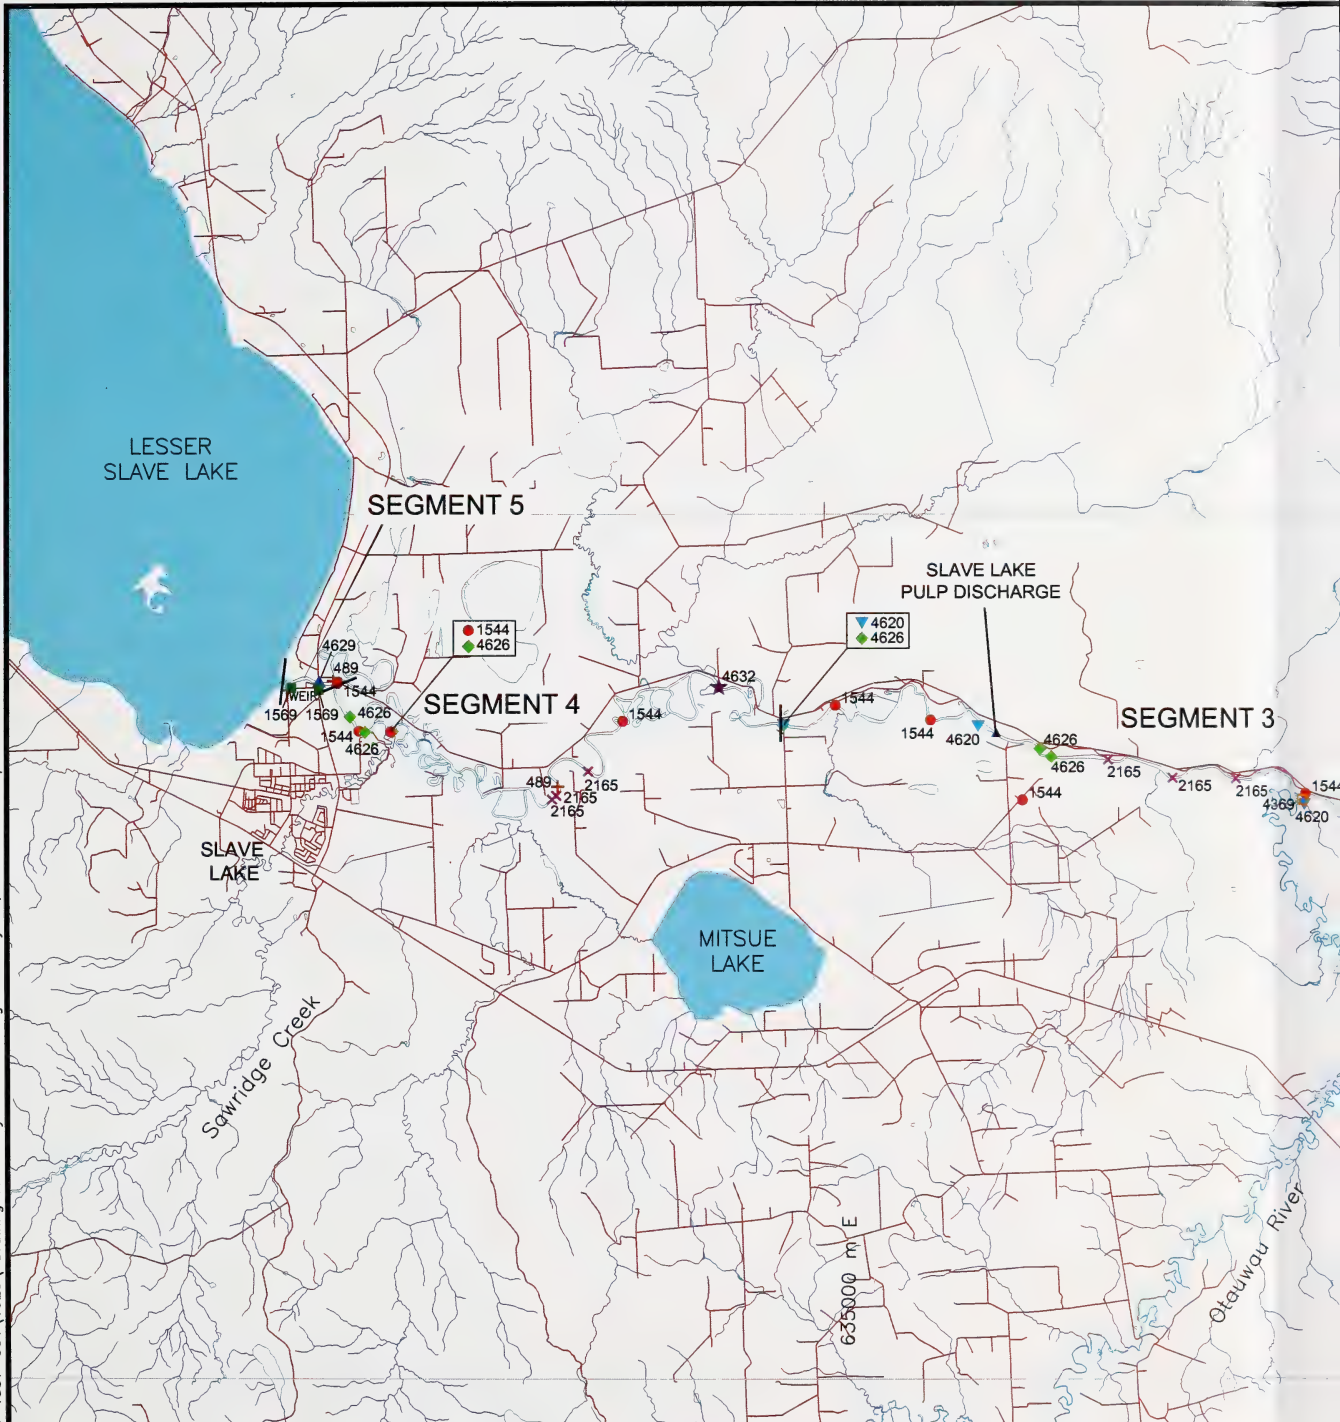 LESSER
SLAVE LAKE
SEGMENT 5
SLAVE LAKE
PULP DISCHARGE
1544
4626
4620
4626
4629
489
1544
WEIR
1569
1569
4626
1544
4626
SEGMENT 4
4632
1544
1544
1544
4620
SEGMENT 3
4626
4626
2165
2165
2165
1544
4369
4620
1544
489
2165
2165
2165
SLAVE
LAKE
MITSUE
LAKE
Sawridge Creek
635000 m E
Otauwau River